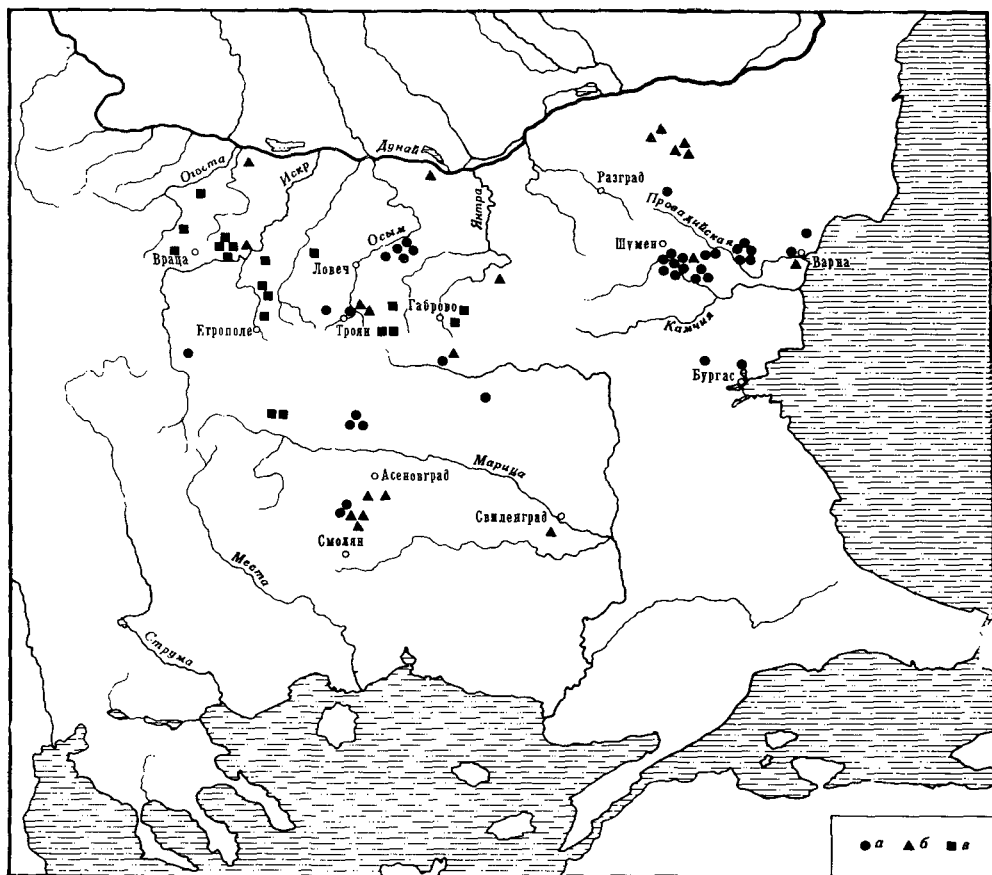 Дунай
Огоста
Искр
Янтра
Разград
Провадийская
Осым
Шумен
Враца
Ловеч
Варна
Габрово
Камчия
Етрополе
Троян
Бургас
Марица
Асеновград
Свиленград
Смолян
Места
Струма
а б в